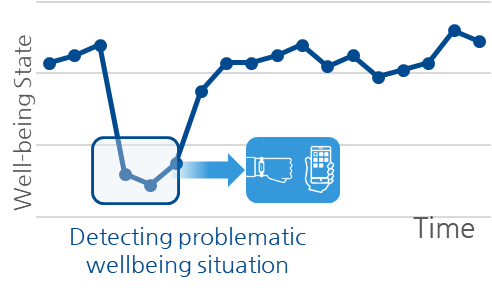 Well-being State
Time
Detecting problematic
wellbeing situation